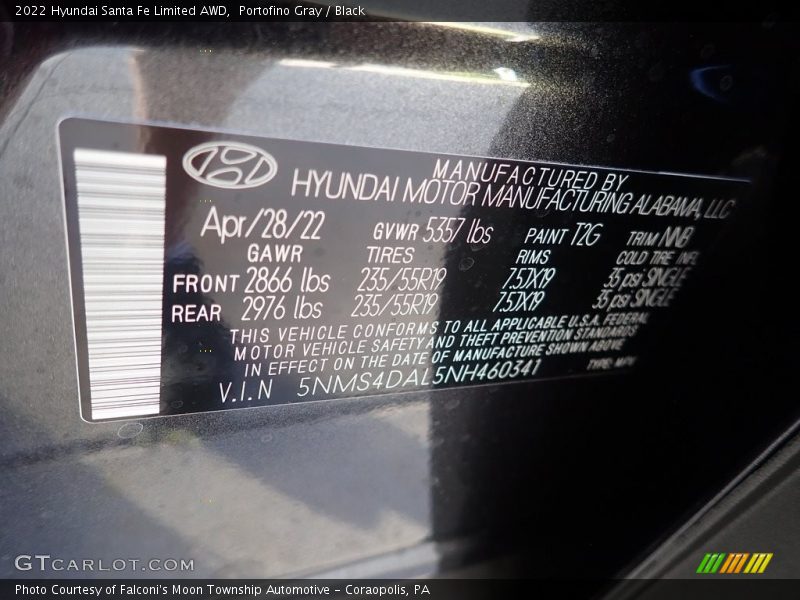 2022 Hyundai Santa Fe Limited AWD, Portofino Gray / Black
MANUFACTURED BY
HYUNDAI MOTOR MANUFACTURING ALABAMA, LLC
Apr/28/22 GVWR 5357 lbs PAINT T2G TRIM NNB
GAWR TIRES RIMS COLD TIRE INFL
FRONT 2866 lbs 235/55R19 7.5JX19 35 psi SINGLE
REAR 2976 lbs 235/55R19 7.5JX19 35 psi SINGLE
THIS VEHICLE CONFORMS TO ALL APPLICABLE U.S.A. FEDERAL
MOTOR VEHICLE SAFETY AND THEFT PREVENTION STANDARDS
IN EFFECT ON THE DATE OF MANUFACTURE SHOWN ABOVE
V.I.N 5NMS4DAL5NH460341 TYPE:
GTCARLOT.COM
Photo Courtesy of Falconi's Moon Township Automotive - Coraopolis, PA